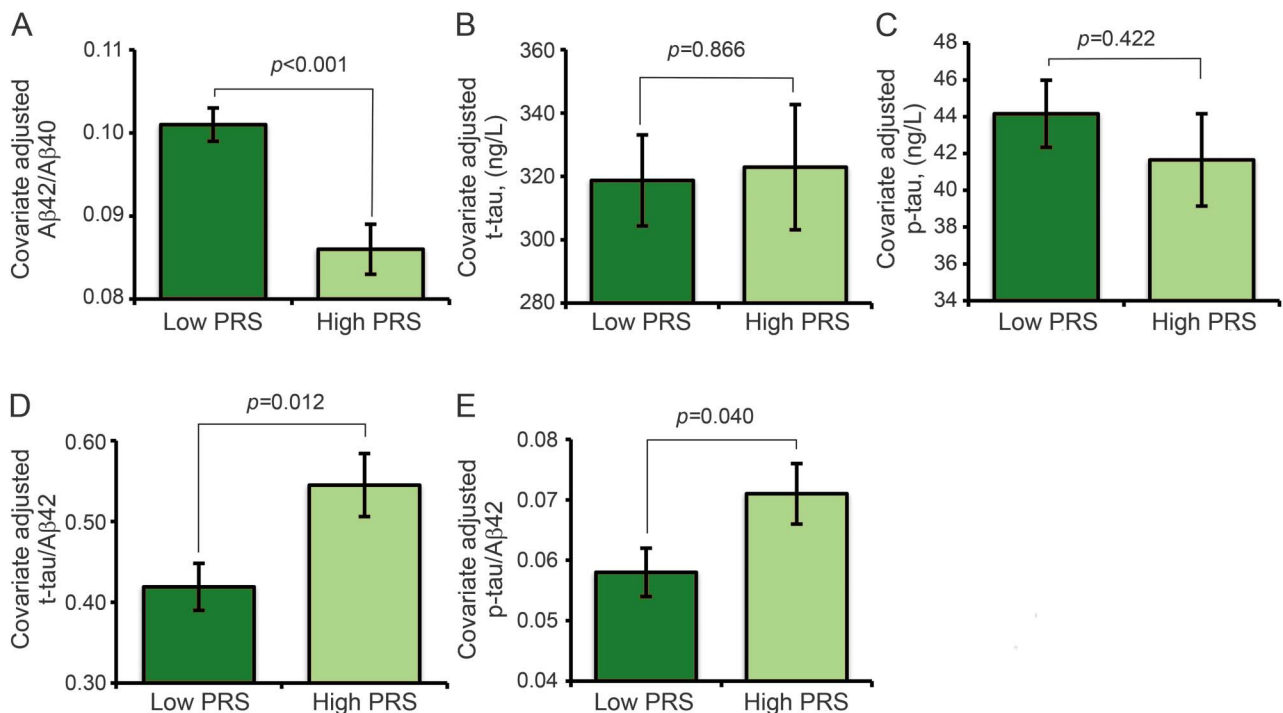 A
Covariate adjusted
Aβ42/Aβ40
0.11
0.10
0.09
0.08
p<0.001
Low PRS
High PRS
B
Covariate adjusted
t-tau, (ng/L)
360
340
320
300
280
p=0.866
Low PRS
High PRS
C
Covariate adjusted
p-tau, (ng/L)
48
46
44
42
40
38
36
34
p=0.422
Low PRS
High PRS
D
Covariate adjusted
t-tau/Aβ42
0.60
0.50
0.40
0.30
p=0.012
Low PRS
High PRS
E
Covariate adjusted
p-tau/Aβ42
0.08
0.07
0.06
0.05
0.04
p=0.040
Low PRS
High PRS